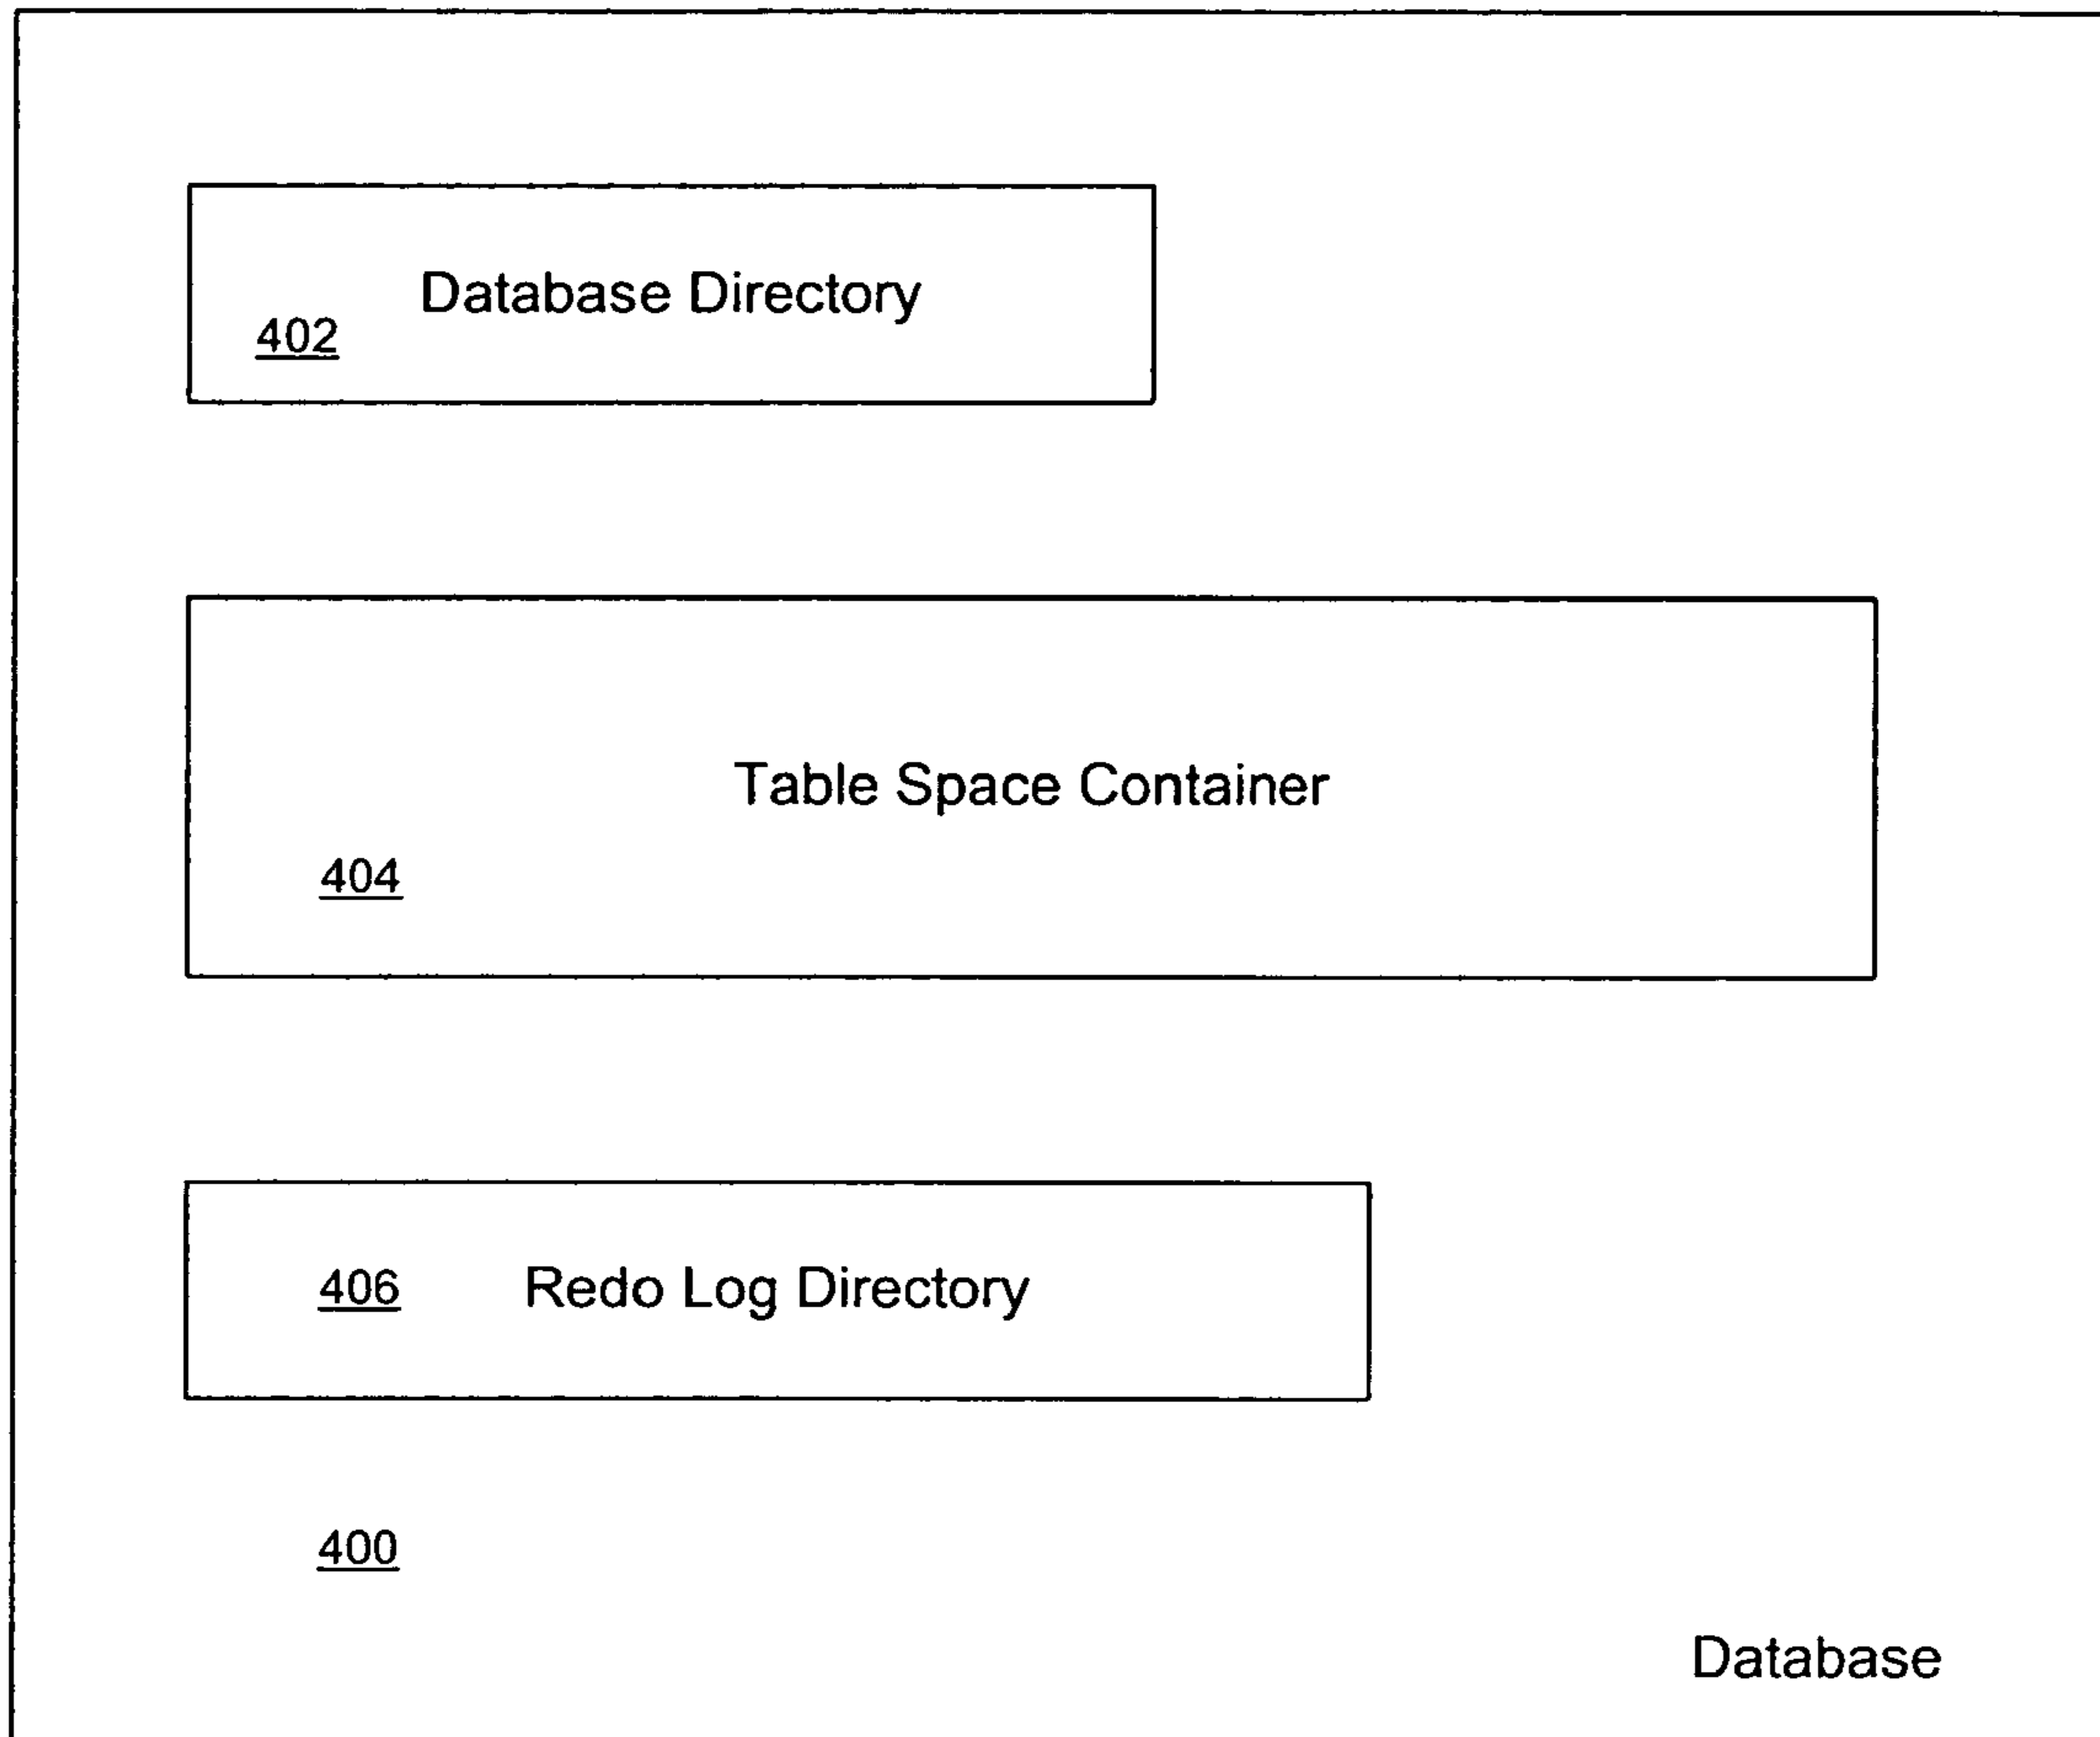 Database Directory
402
Table Space Container
404
406 Redo Log Directory
400
Database